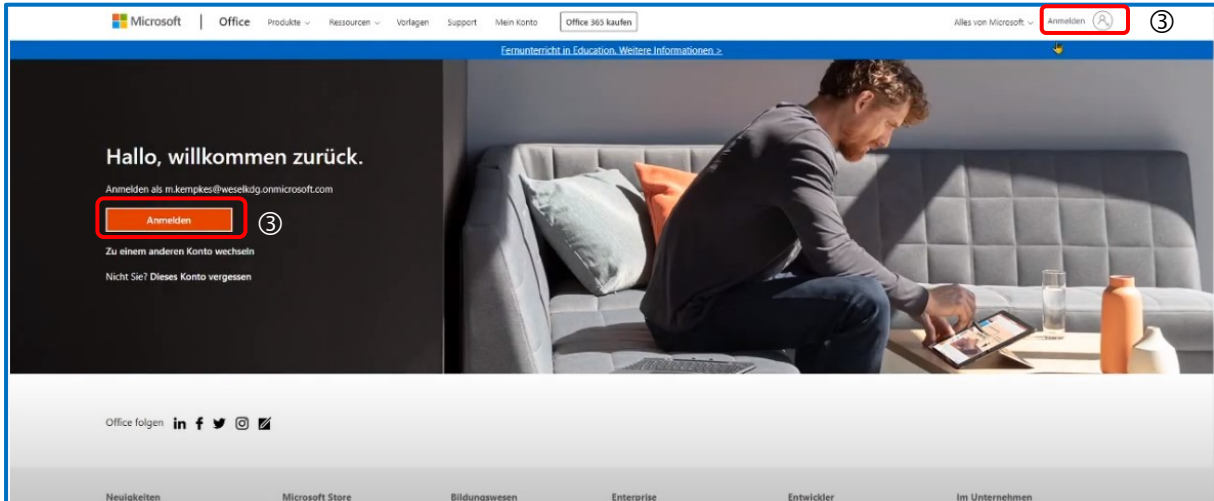 Microsoft Office Produkte Ressourcen Vorlagen Support Mein Konto Office 365 kaufen Alles von Microsoft Anmelden ③
Fernunterricht in Education. Weitere Informationen >
Hallo, willkommen zurück.
Anmelden als m.kempkes@weselkdg.onmicrosoft.com
Anmelden ③
Zu einem anderen Konto wechseln
Nicht Sie? Dieses Konto vergessen
Office folgen
Neuigkeiten Microsoft Store Bildungswesen Enterprise Entwickler Im Unternehmen